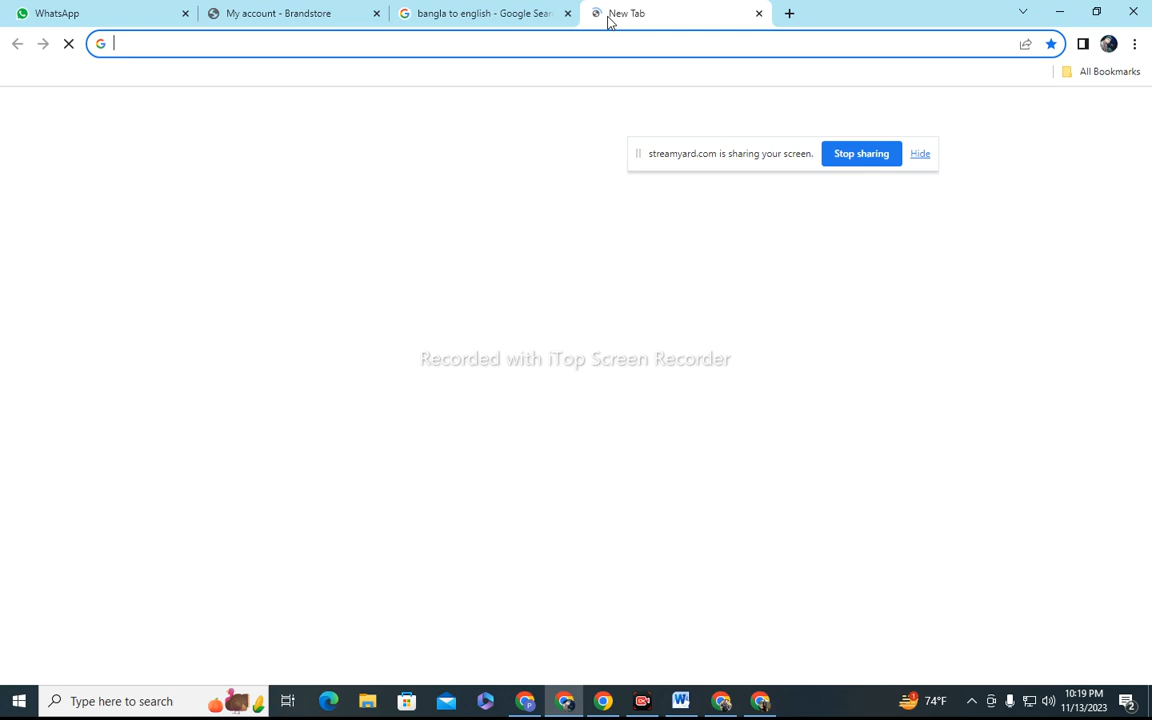 WhatsApp
My account - Brandstore
bangla to english - Google Sear
New Tab
All Bookmarks
streamyard.com is sharing your screen.
Stop sharing
Hide
Recorded with iTop Screen Recorder
Type here to search
74°F
10:19 PM
11/13/2023